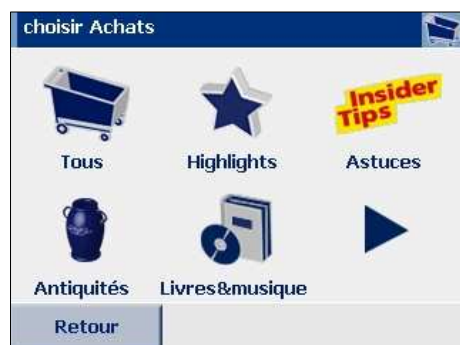 choisir Achats
Insider
Tips
Tous Highlights Astuces
Antiquités Livres&musique
Retour